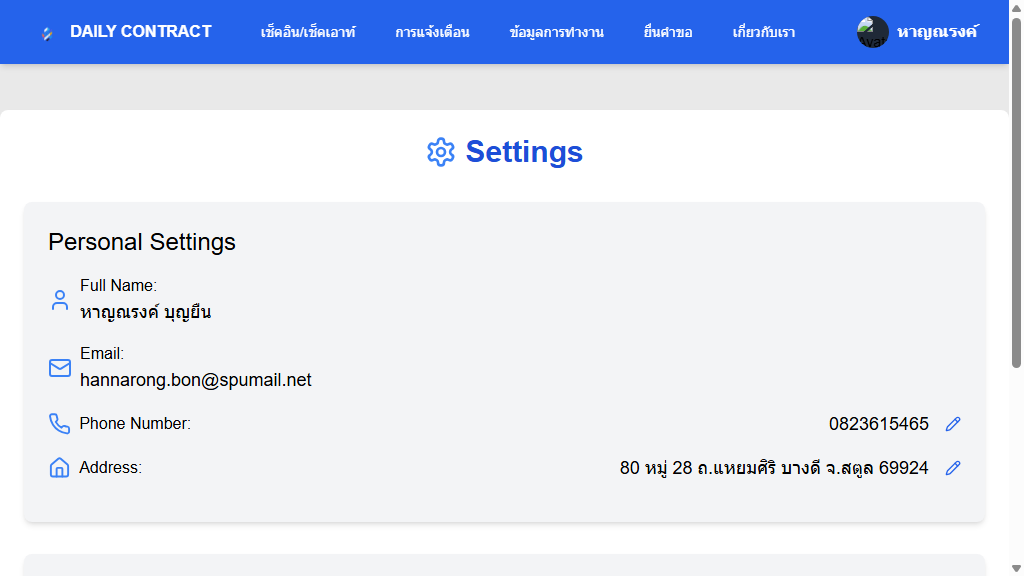 DAILY CONTRACT
เช็คอิน/เช็คเอาท์
การแจ้งเตือน
ข้อมูลการทำงาน
ยื่นคำขอ
เกี่ยวกับเรา
หาญณรงค์
Settings
Personal Settings
Full Name:
หาญณรงค์ บุญยืน
Email:
hannarong.bon@spumail.net
Phone Number:
0823615465
Address:
80 หมู่ 28 ถ.แหยมศิริ บางดี จ.สตูล 69924